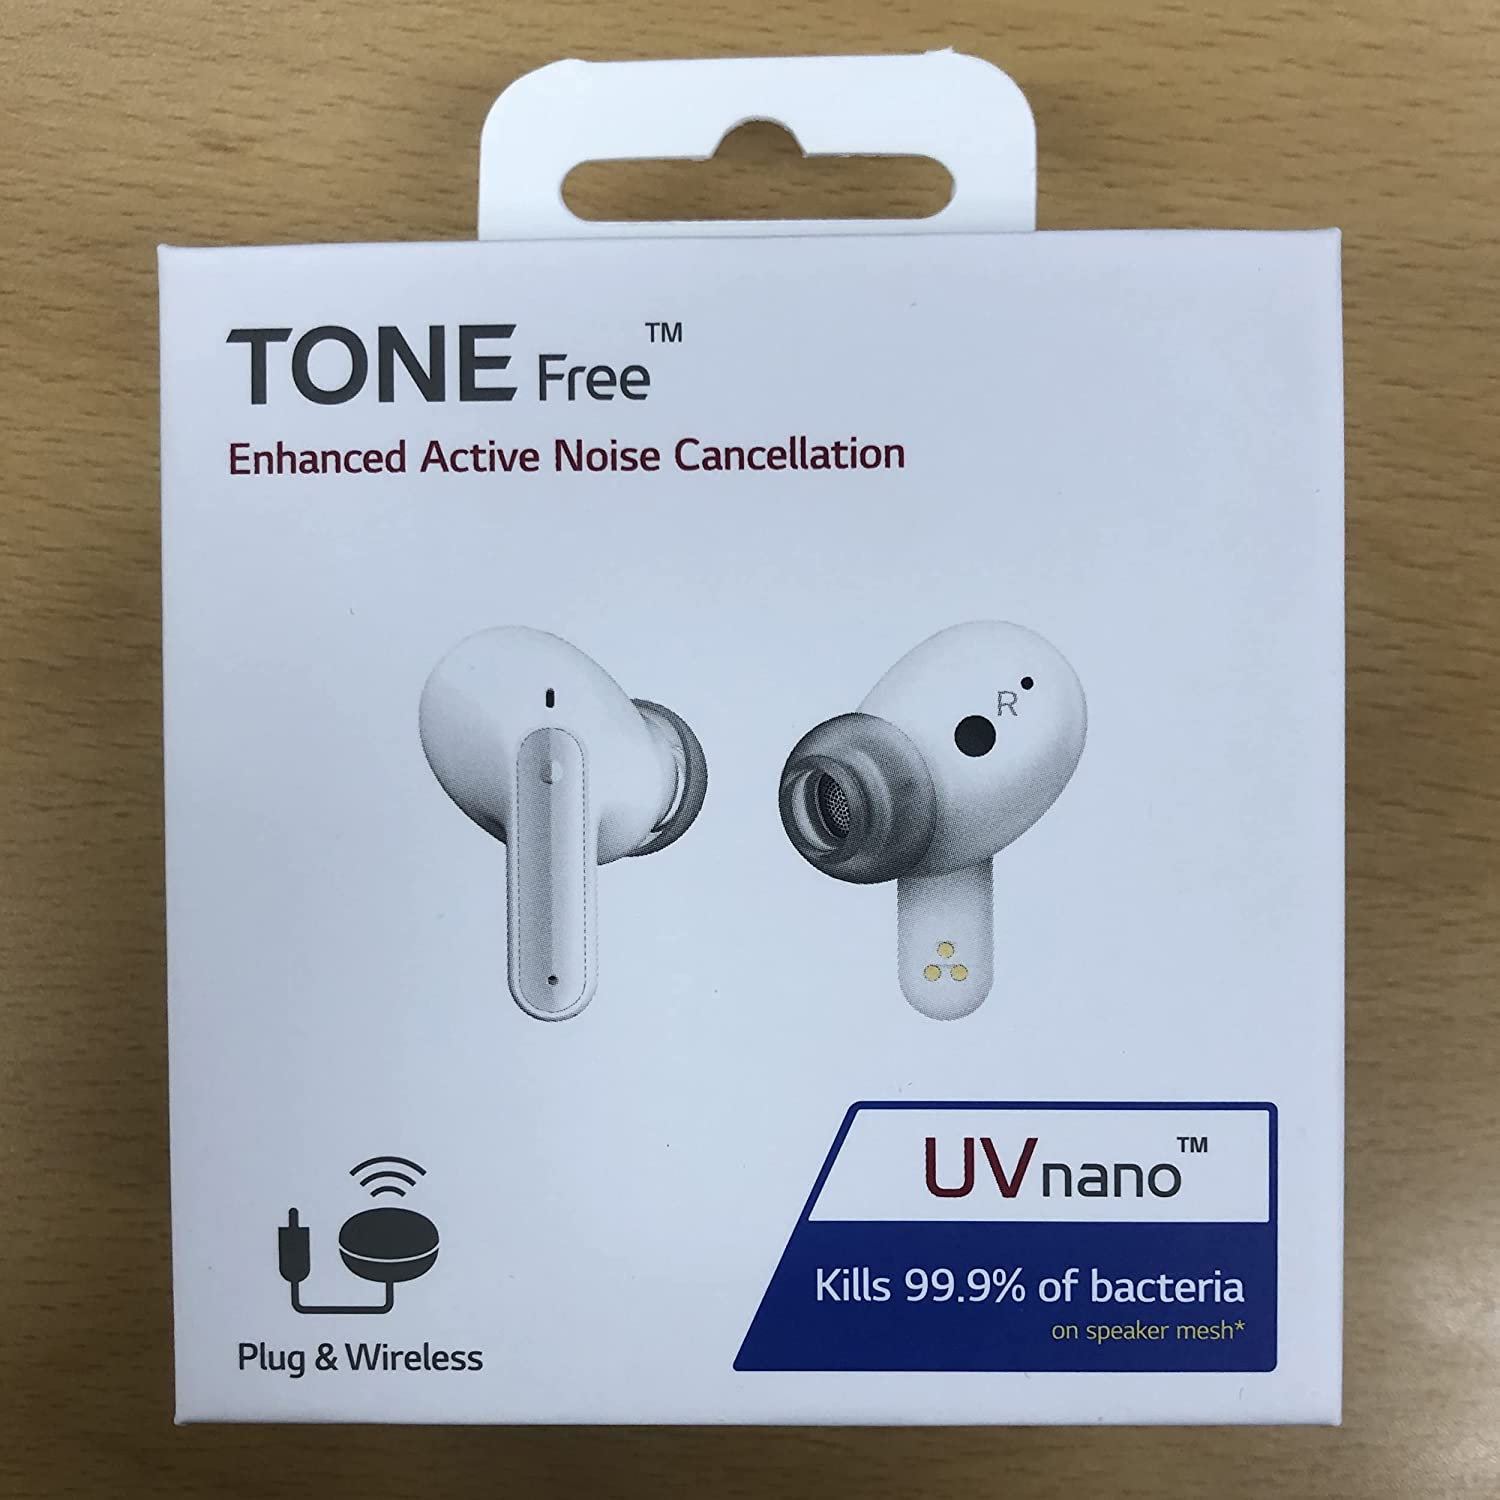 TONE Free™
Enhanced Active Noise Cancellation
R
UVnano™
Kills 99.9% of bacteria
on speaker mesh*
Plug & Wireless